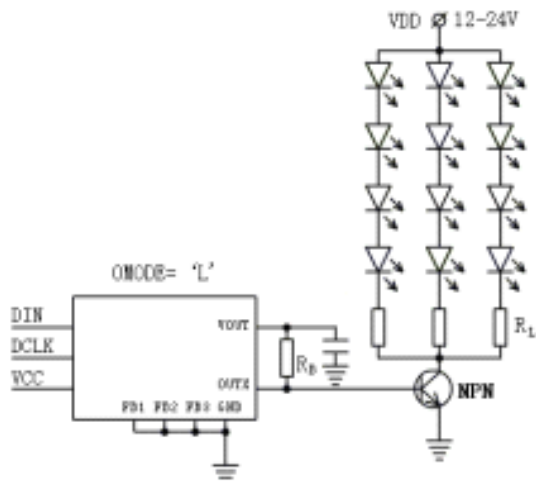 VDD 12-24V
OMODE= 'L'
DIN
VOUT
DCLK
RB
RL
VCC
OUTX
NPN
FB1 FB2 FB3 GND